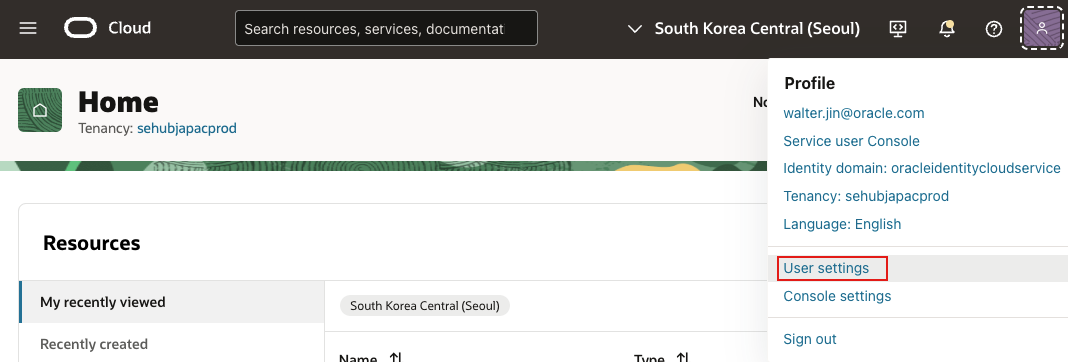 Cloud
Search resources, services, documentati
South Korea Central (Seoul)
Home
Tenancy: sehubjapacprod
Profile
walter.jin@oracle.com
Service user Console
Identity domain: oracleidentitycloudservice
Tenancy: sehubjapacprod
Language: English
User settings
Console settings
Sign out
Resources
My recently viewed
Recently created
South Korea Central (Seoul)
Name
Type